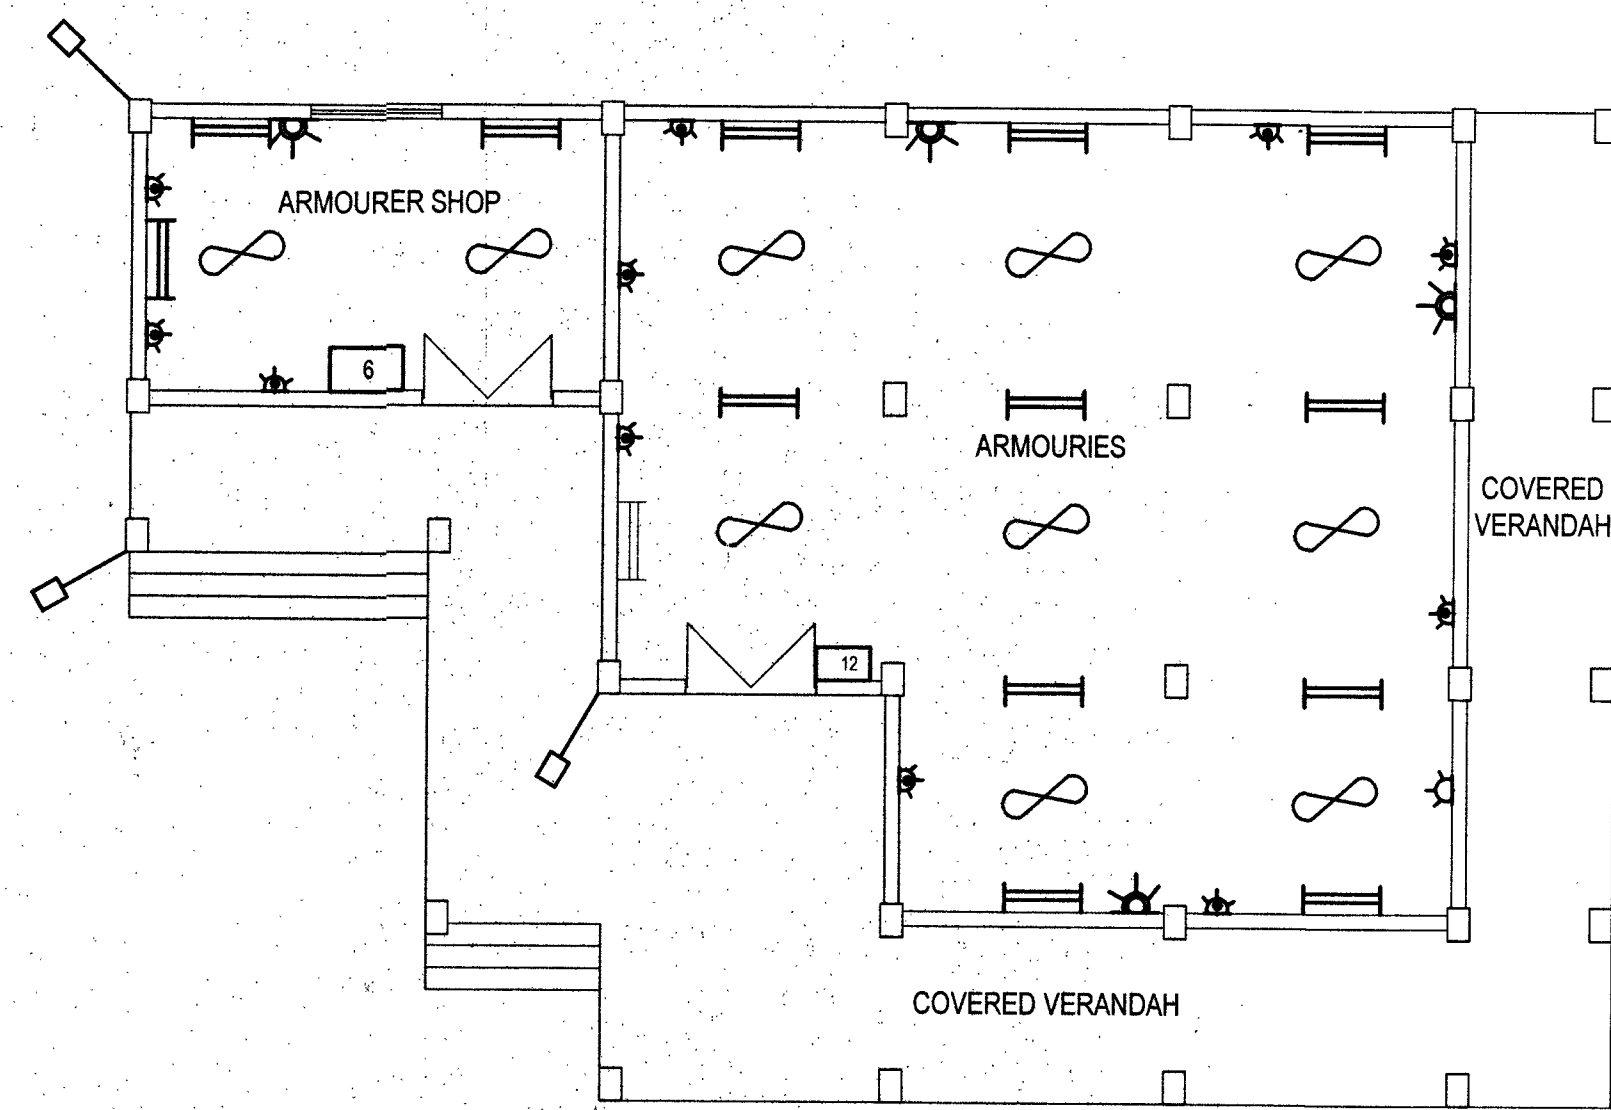 ARMOURER SHOP
6
ARMOURIES
COVERED
VERANDAH
12
COVERED VERANDAH